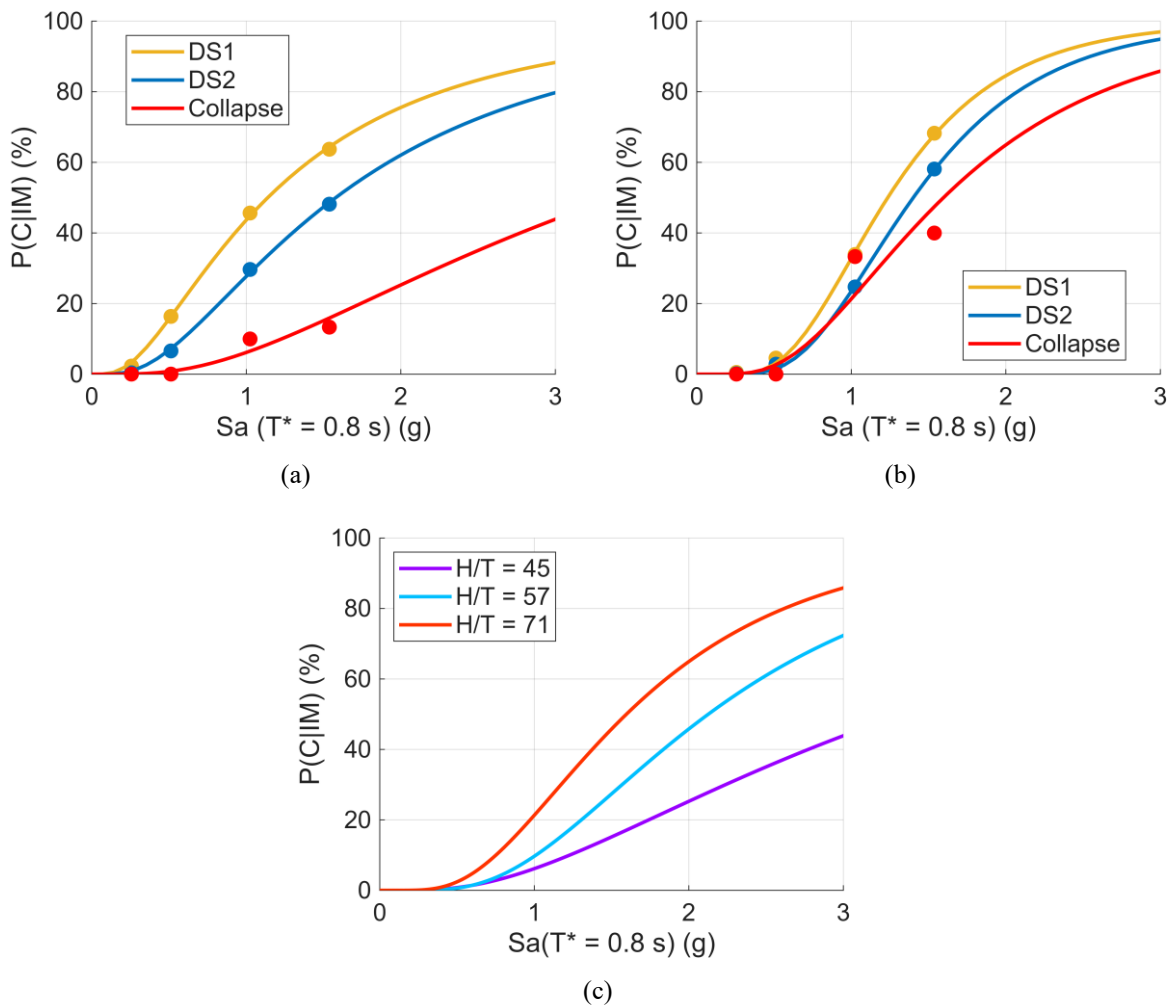 100
80
60
40
20
0
P(C|IM) (%)
DS1
DS2
Collapse
0 1 2 3
Sa (T* = 0.8 s) (g)
(a)
100
80
60
40
20
0
P(C|IM) (%)
DS1
DS2
Collapse
0 1 2 3
Sa (T* = 0.8 s) (g)
(b)
100
80
60
40
20
0
P(C|IM) (%)
H/T = 45
H/T = 57
H/T = 71
0 1 2 3
Sa(T* = 0.8 s) (g)
(c)